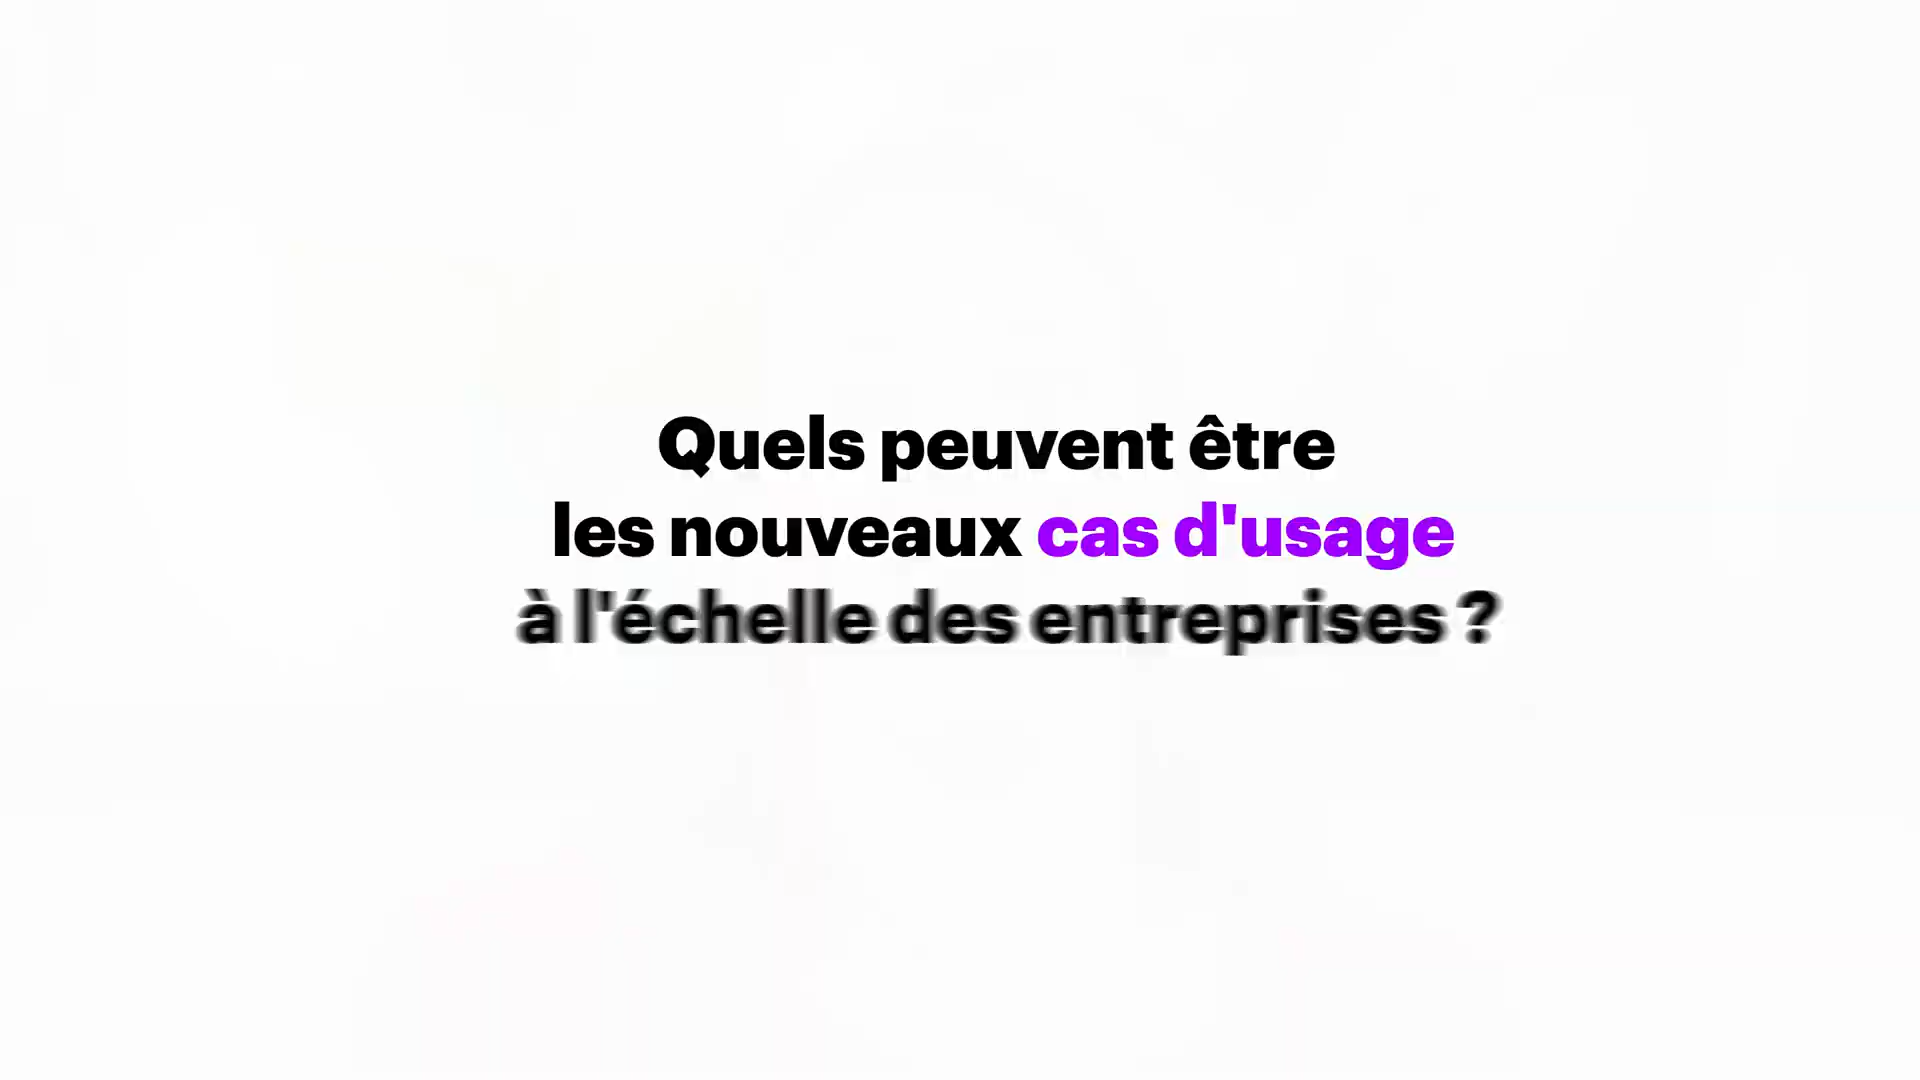 Quels peuvent être
les nouveaux cas d'usage
à l'échelle des entreprises ?